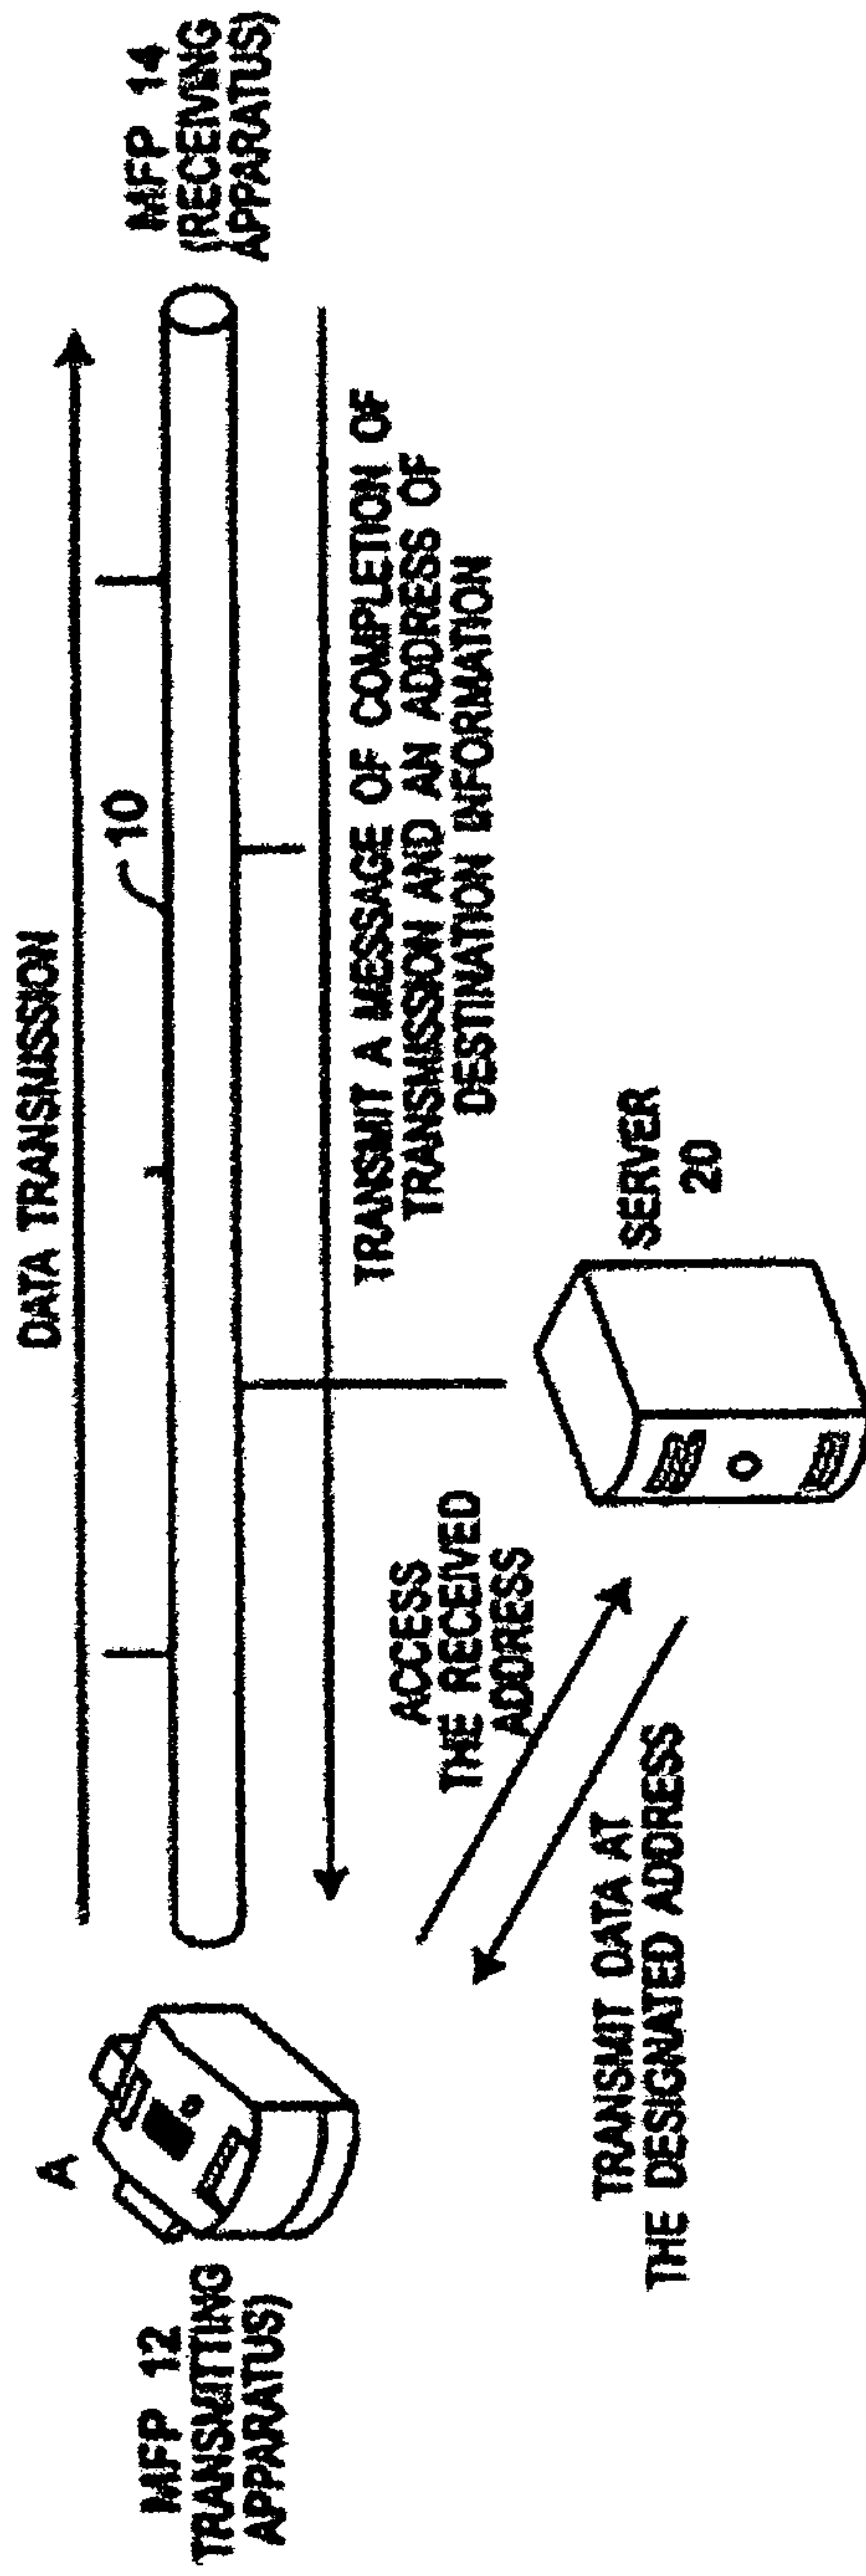 DATA TRANSMISSION
10
MFP 14
(RECEIVING
APPARATUS)
TRANSMIT A MESSAGE OF COMPLETION OF
TRANSMISSION AND AN ADDRESS OF
DESTINATION INFORMATION
A
MFP 12
TRANSMITTING
APPARATUS)
ACCESS
THE RECEIVED
ADDRESS
SERVER
20
TRANSMIT DATA AT
THE DESIGNATED ADDRESS